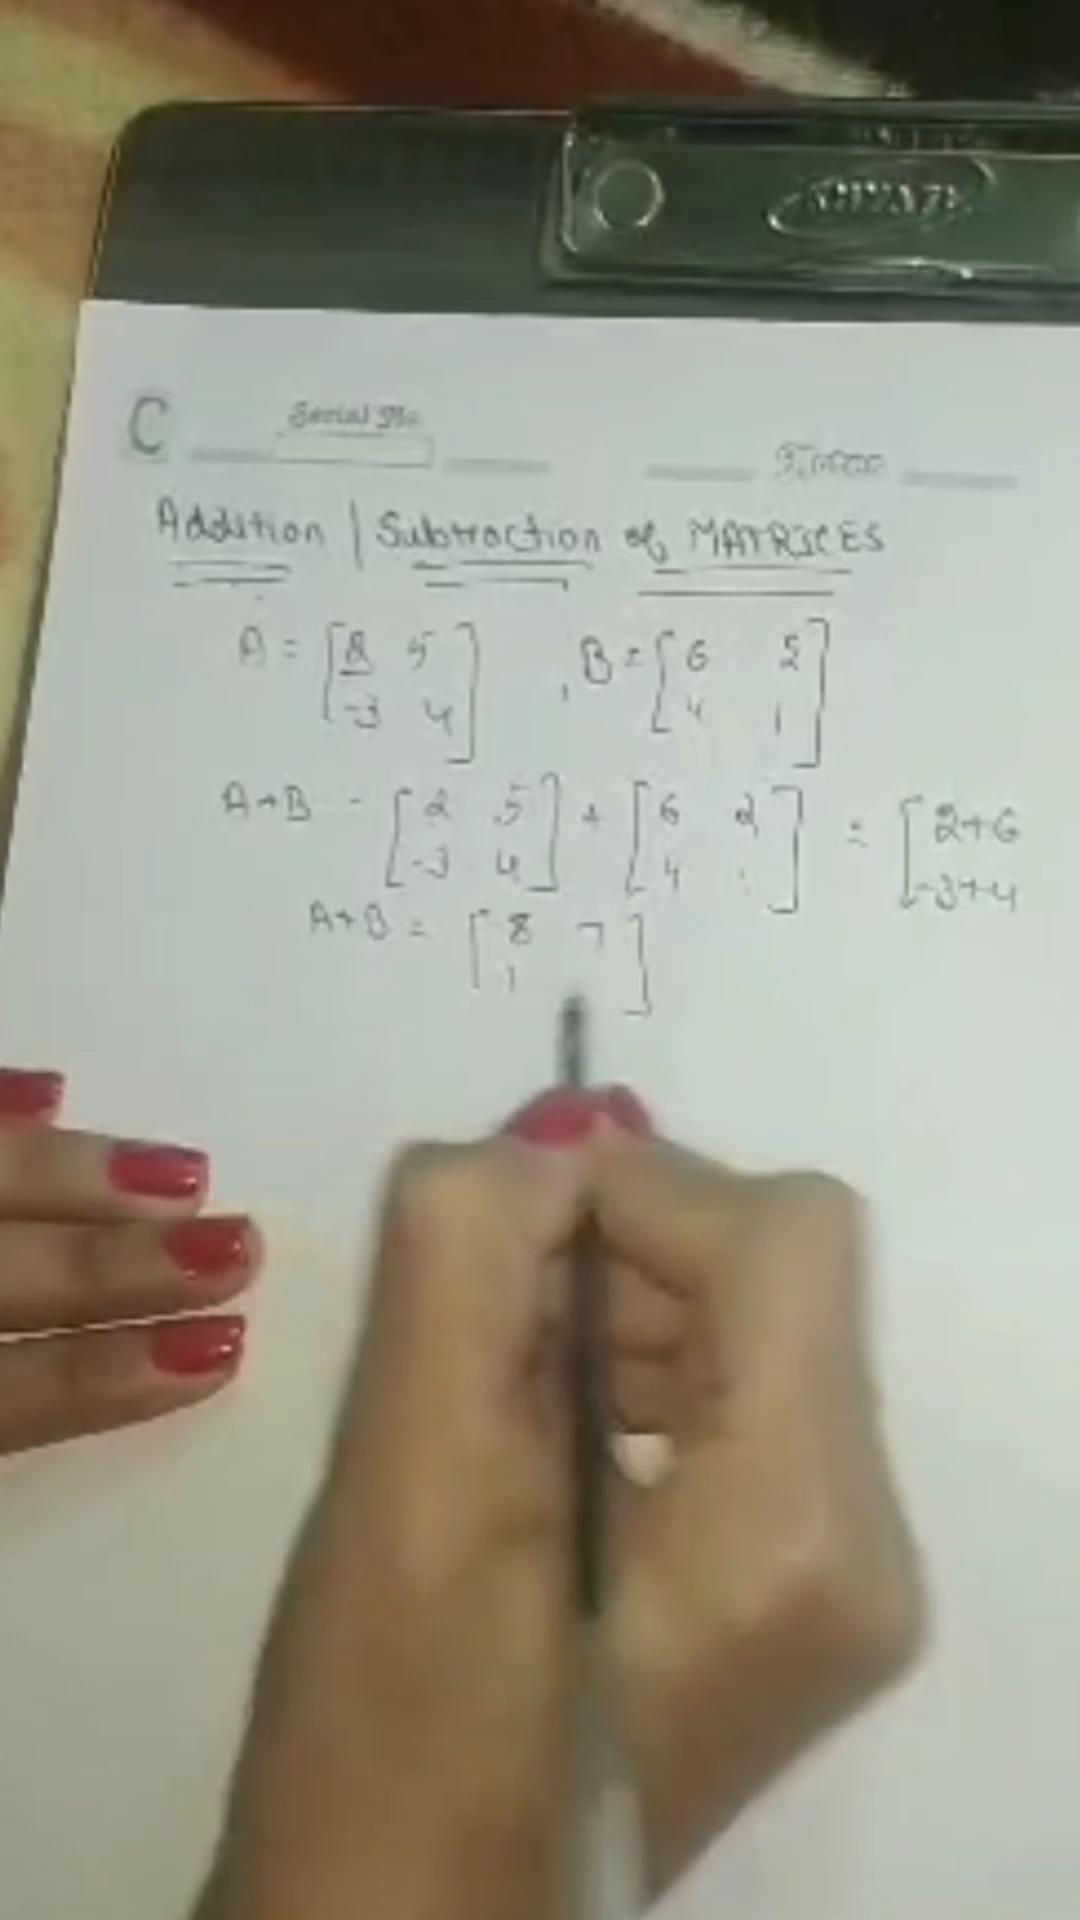 C Serial No.
Addition | Subtraction of MATRICES
A = [8 5 -3 4], B = [6 2 4 1]
A+B - [2 5 -3 4] + [6 2 4 .] = [2+6 -3+4
A+B = [8 7 1 ]